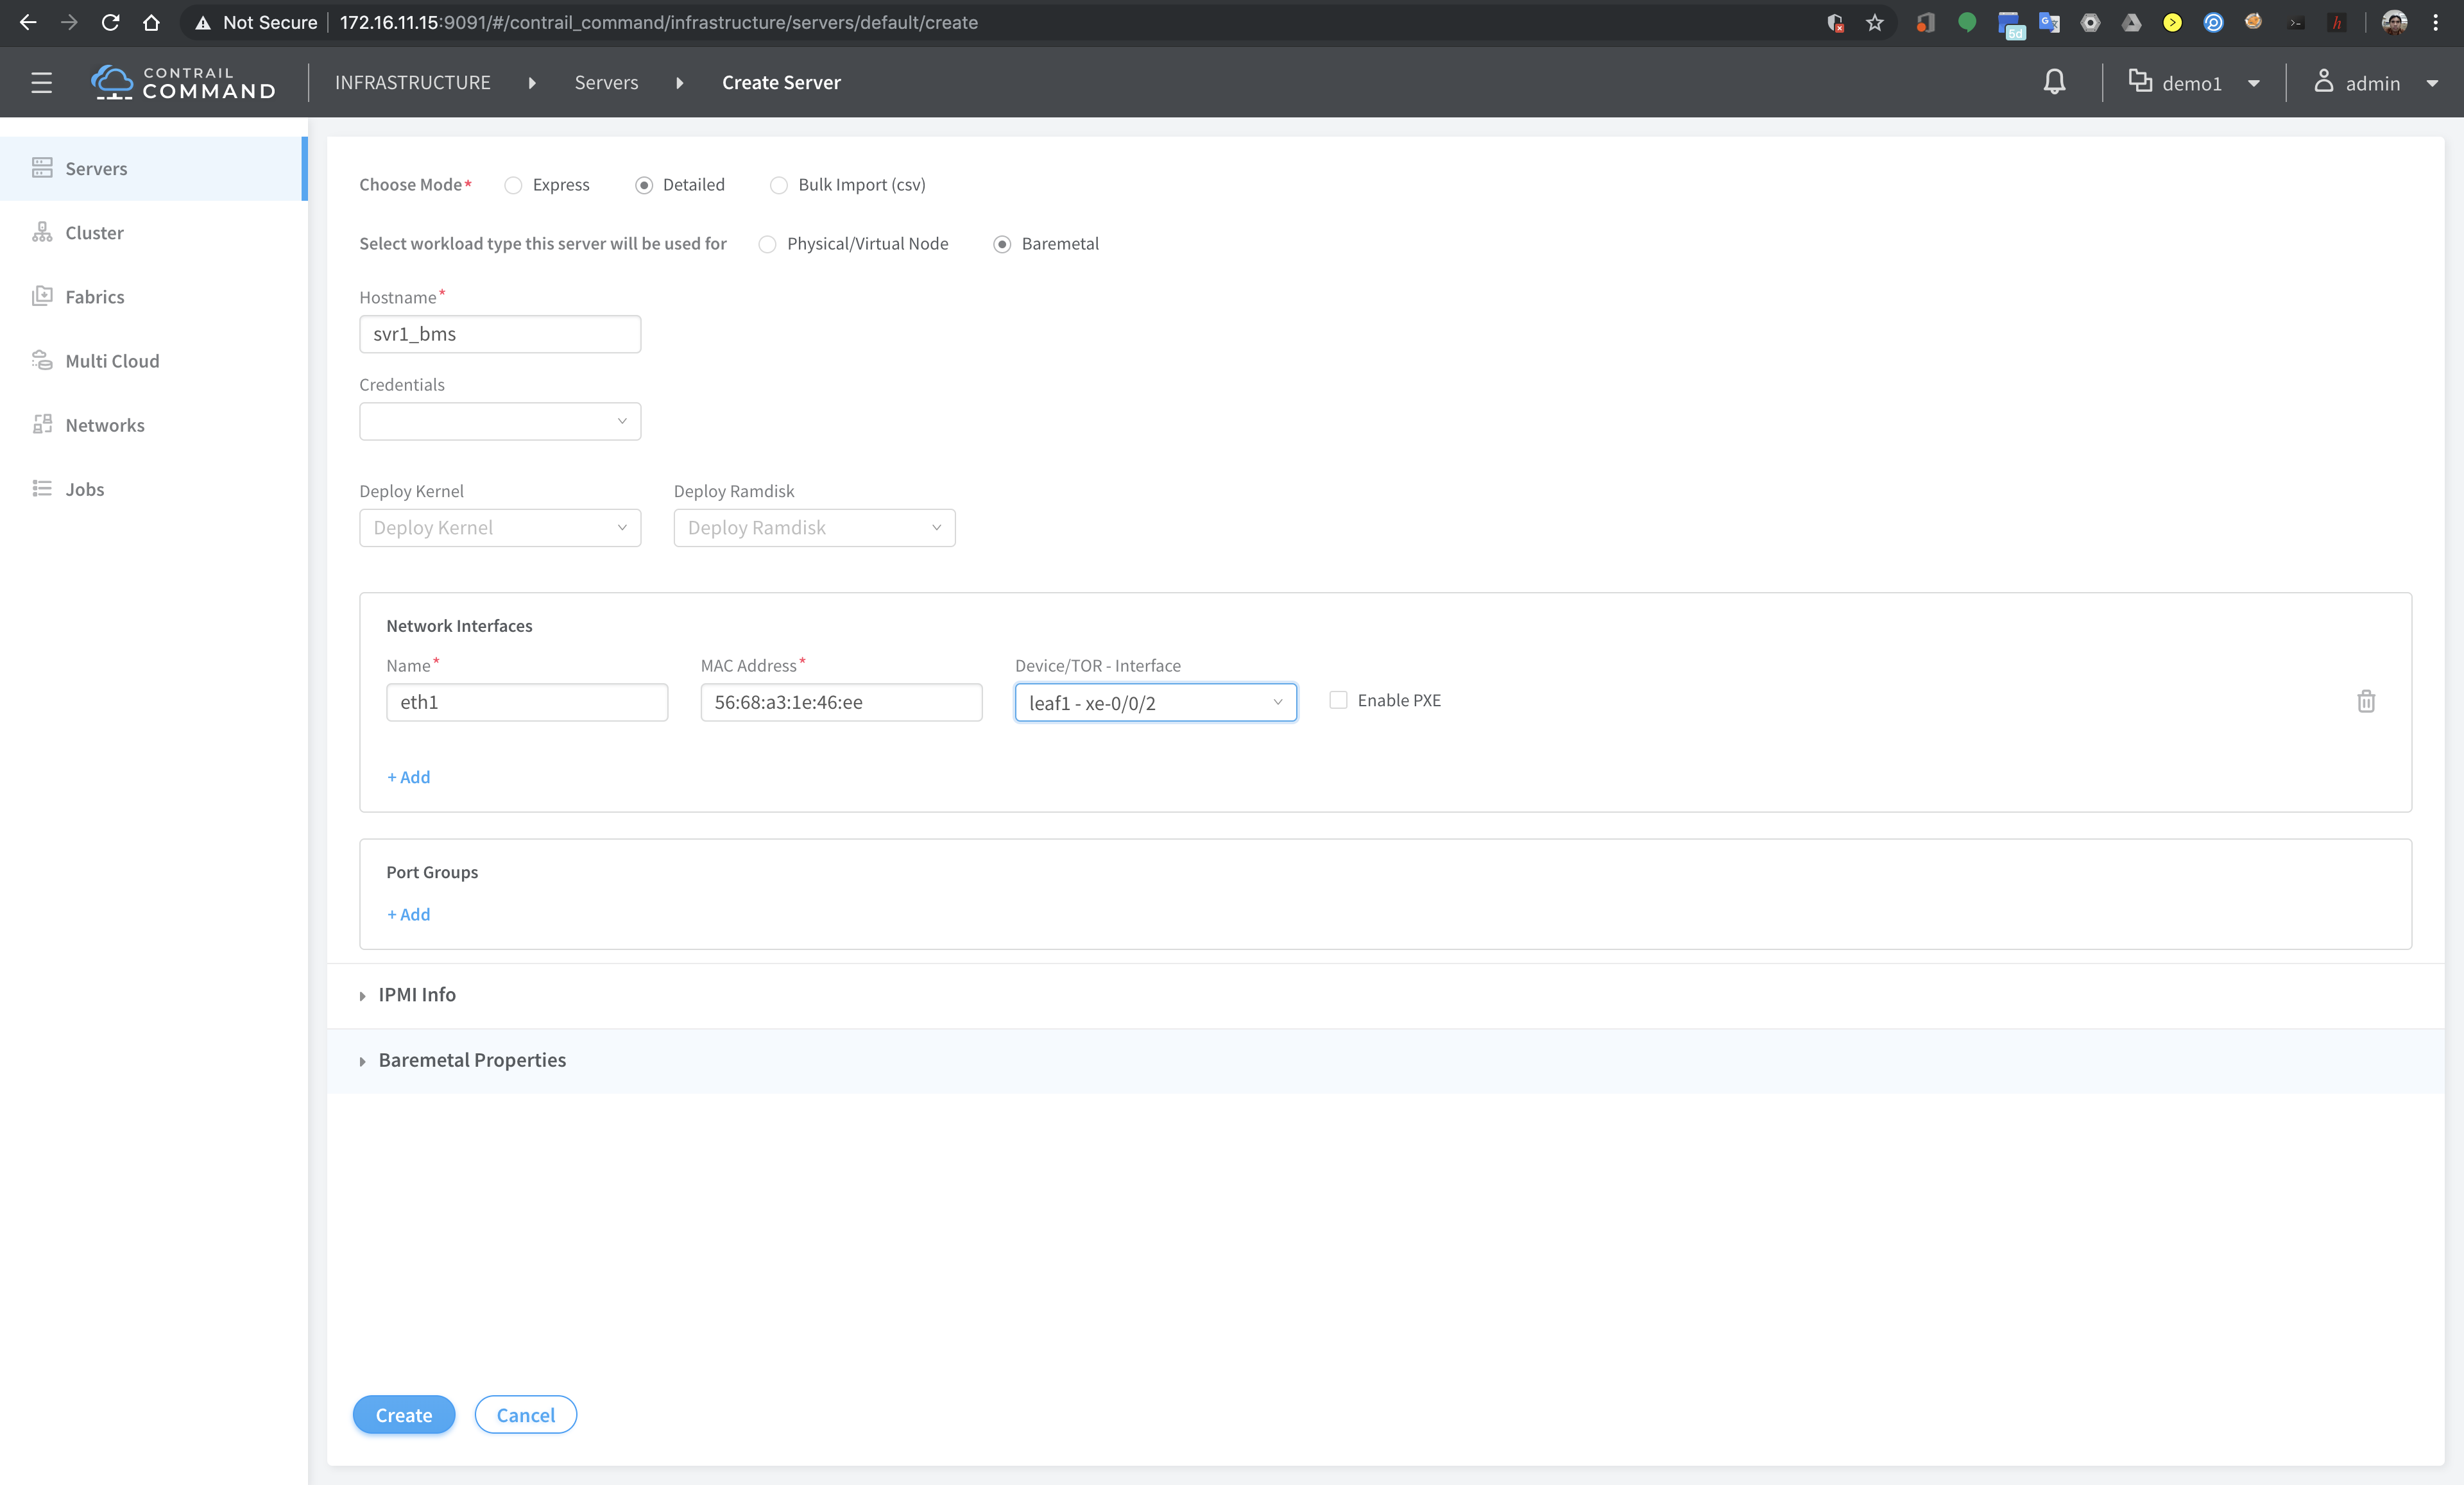 Not Secure 172.16.11.15:9091/#/contrail_command/infrastructure/servers/default/create
5d
G
h
CONTRAIL
COMMAND
INFRASTRUCTURE Servers Create Server
demo1
admin
Servers
Cluster
Fabrics
Multi Cloud
Networks
Jobs
Choose Mode* Express Detailed Bulk Import (csv)
Select workload type this server will be used for Physical/Virtual Node Baremetal
Hostname*
svr1_bms
Credentials
Deploy Kernel Deploy Ramdisk
Deploy Kernel Deploy Ramdisk
Network Interfaces
Name* MAC Address* Device/TOR - Interface
eth1 56:68:a3:1e:46:ee leaf1 - xe-0/0/2 Enable PXE
+ Add
Port Groups
+ Add
IPMI Info
Baremetal Properties
Create Cancel